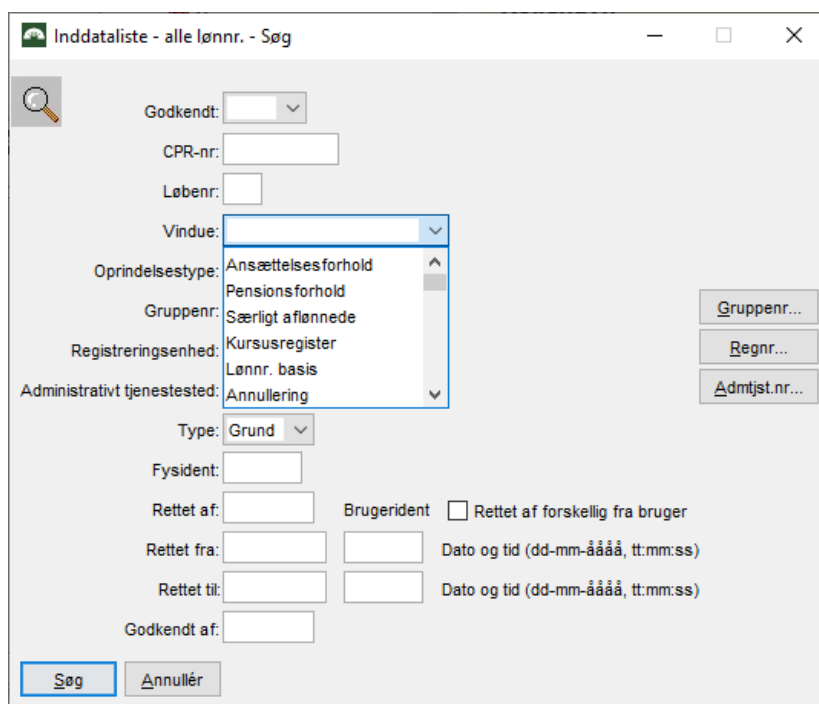 Inddataliste - alle lønnr. - Søg
Godkendt:
CPR-nr:
Løbenr:
Vindue:
Oprindelsestype:
Ansættelsesforhold
Pensionsforhold
Gruppenr:
Særligt aflønnede
Gruppenr...
Registreringsenhed:
Kursusregister
Regnr...
Lønnr. basis
Administrativt tjenestested:
Annullering
Admtjst.nr...
Type: Grund
Fysident:
Rettet af: Brugerident Rettet af forskellig fra bruger
Rettet fra: Dato og tid (dd-mm-åååå, tt:mm:ss)
Rettet til: Dato og tid (dd-mm-åååå, tt:mm:ss)
Godkendt af:
Søg Annullér